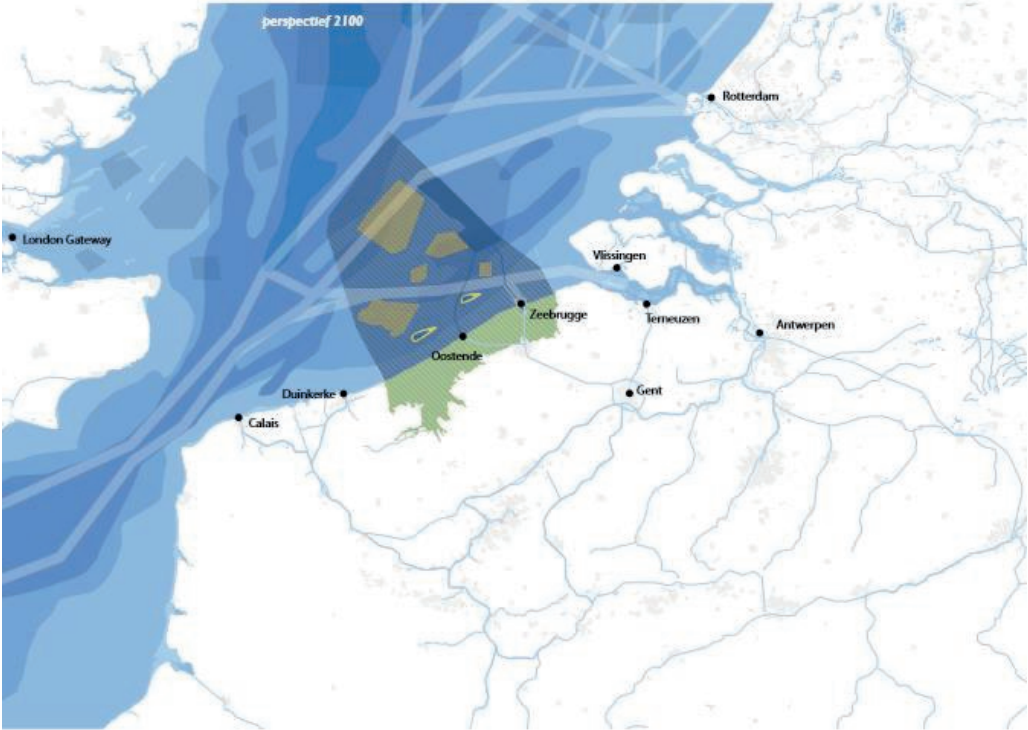 perspectief 2100
Rotterdam
London Gateway
Vlissingen
Zeebrugge
Terneuzen
Antwerpen
Oostende
Duinkerke
Gent
Calais